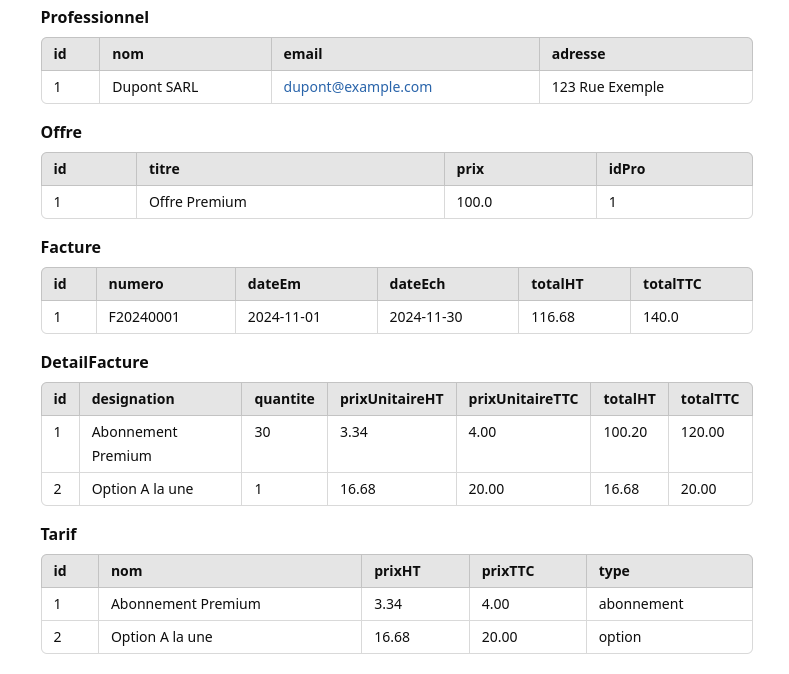 Professionnel
id nom email adresse
1 Dupont SARL dupont@example.com 123 Rue Exemple
Offre
id titre prix idPro
1 Offre Premium 100.0 1
Facture
id numero dateEm dateEch totalHT totalTTC
1 F20240001 2024-11-01 2024-11-30 116.68 140.0
DetailFacture
id designation quantite prixUnitaireHT prixUnitaireTTC totalHT totalTTC
1 Abonnement 30 3.34 4.00 100.20 120.00
Premium
2 Option A la une 1 16.68 20.00 16.68 20.00
Tarif
id nom prixHT prixTTC type
1 Abonnement Premium 3.34 4.00 abonnement
2 Option A la une 16.68 20.00 option